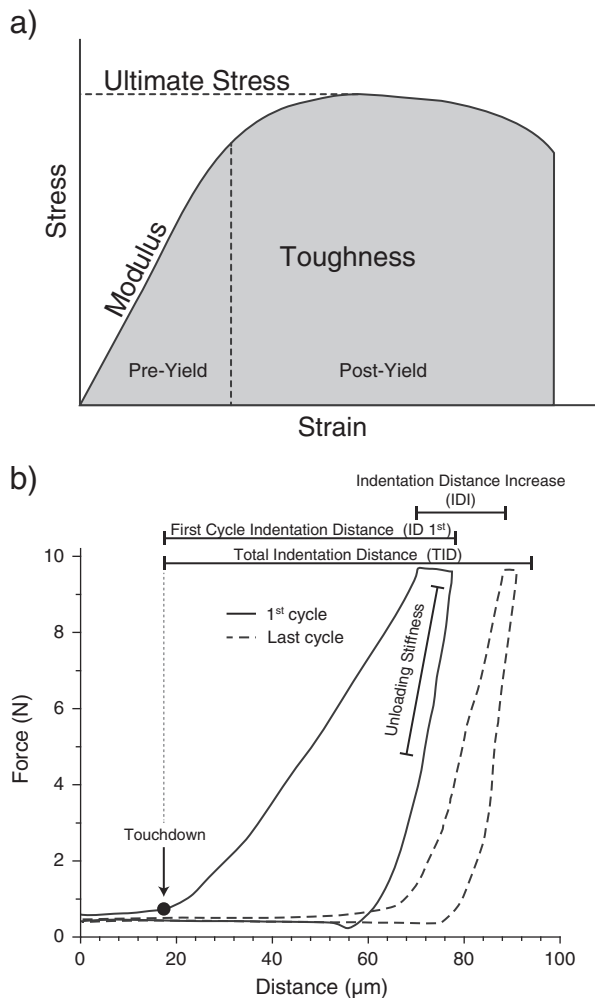 a)
Ultimate Stress
Stress
Modulus
Toughness
Pre-Yield
Post-Yield
Strain
b)
Indentation Distance Increase
(IDI)
First Cycle Indentation Distance (ID 1st)
Total Indentation Distance (TID)
10
1st cycle
Last cycle
Unloading Stiffness
8
6
Force (N)
4
Touchdown
2
0
0
20
40
60
80
100
Distance (µm)